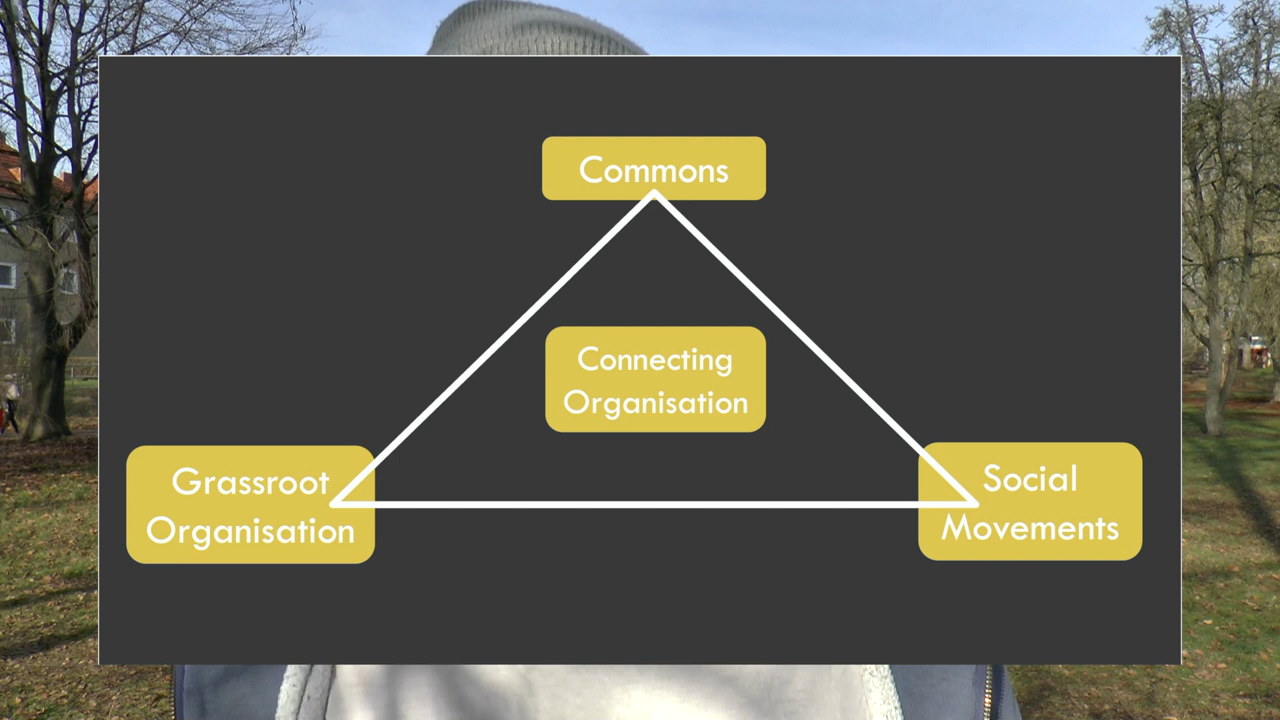 Commons
Connecting
Organisation
Grassroot
Organisation
Social
Movements